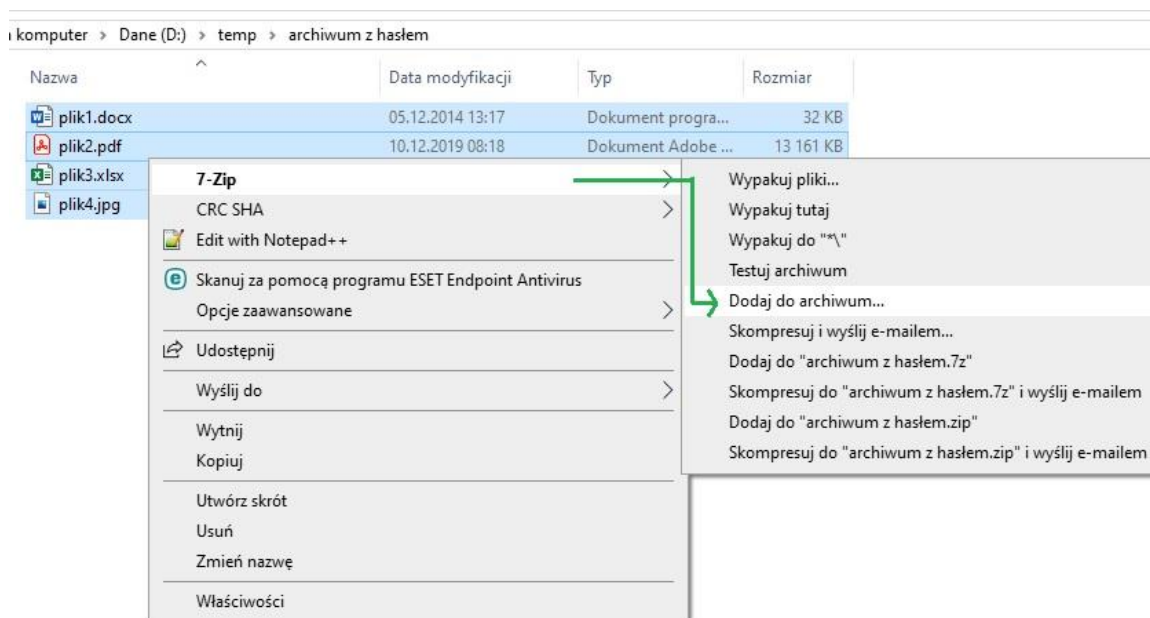 komputer > Dane (D:) > temp > archiwum z hasłem
Nazwa Data modyfikacji Typ Rozmiar
plik1.docx 05.12.2014 13:17 Dokument progra... 32 KB
plik2.pdf 10.12.2019 08:18 Dokument Adobe ... 13 161 KB
plik3.xlsx
plik4.jpg
7-Zip
CRC SHA
Edit with Notepad++
Skanuj za pomocą programu ESET Endpoint Antivirus
Opcje zaawansowane
Udostępnij
Wyślij do
Wytnij
Kopiuj
Utwórz skrót
Usuń
Zmień nazwę
Właściwości
Wypakuj pliki...
Wypakuj tutaj
Wypakuj do "*\"
Testuj archiwum
Dodaj do archiwum...
Skompresuj i wyślij e-mailem...
Dodaj do "archiwum z hasłem.7z"
Skompresuj do "archiwum z hasłem.7z" i wyślij e-mailem
Dodaj do "archiwum z hasłem.zip"
Skompresuj do "archiwum z hasłem.zip" i wyślij e-mailem